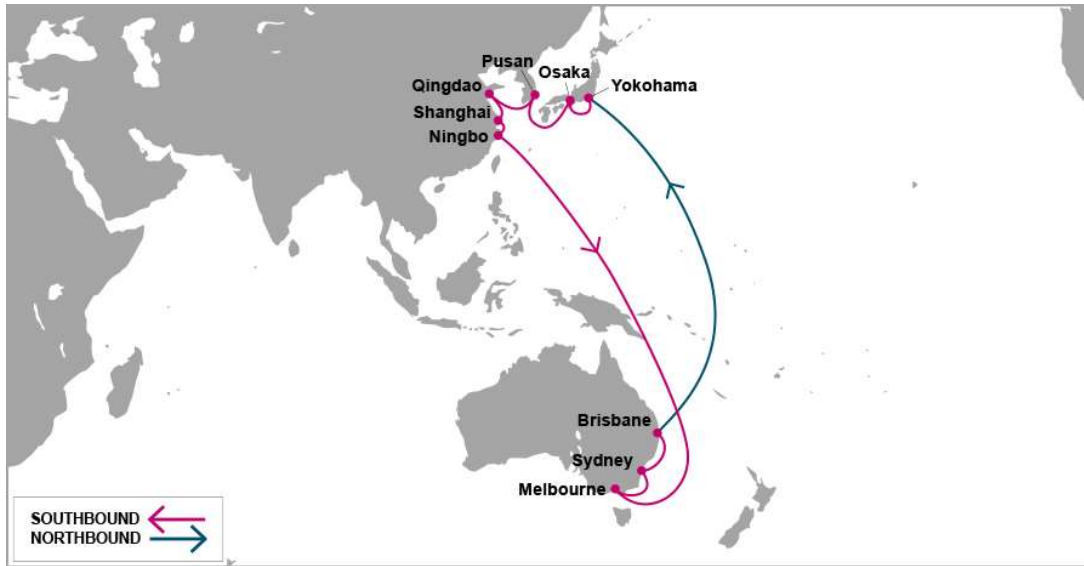 Pusan
Osaka
Qingdao
Yokohama
Shanghai
Ningbo
Brisbane
Sydney
Melbourne
SOUTHBOUND
NORTHBOUND